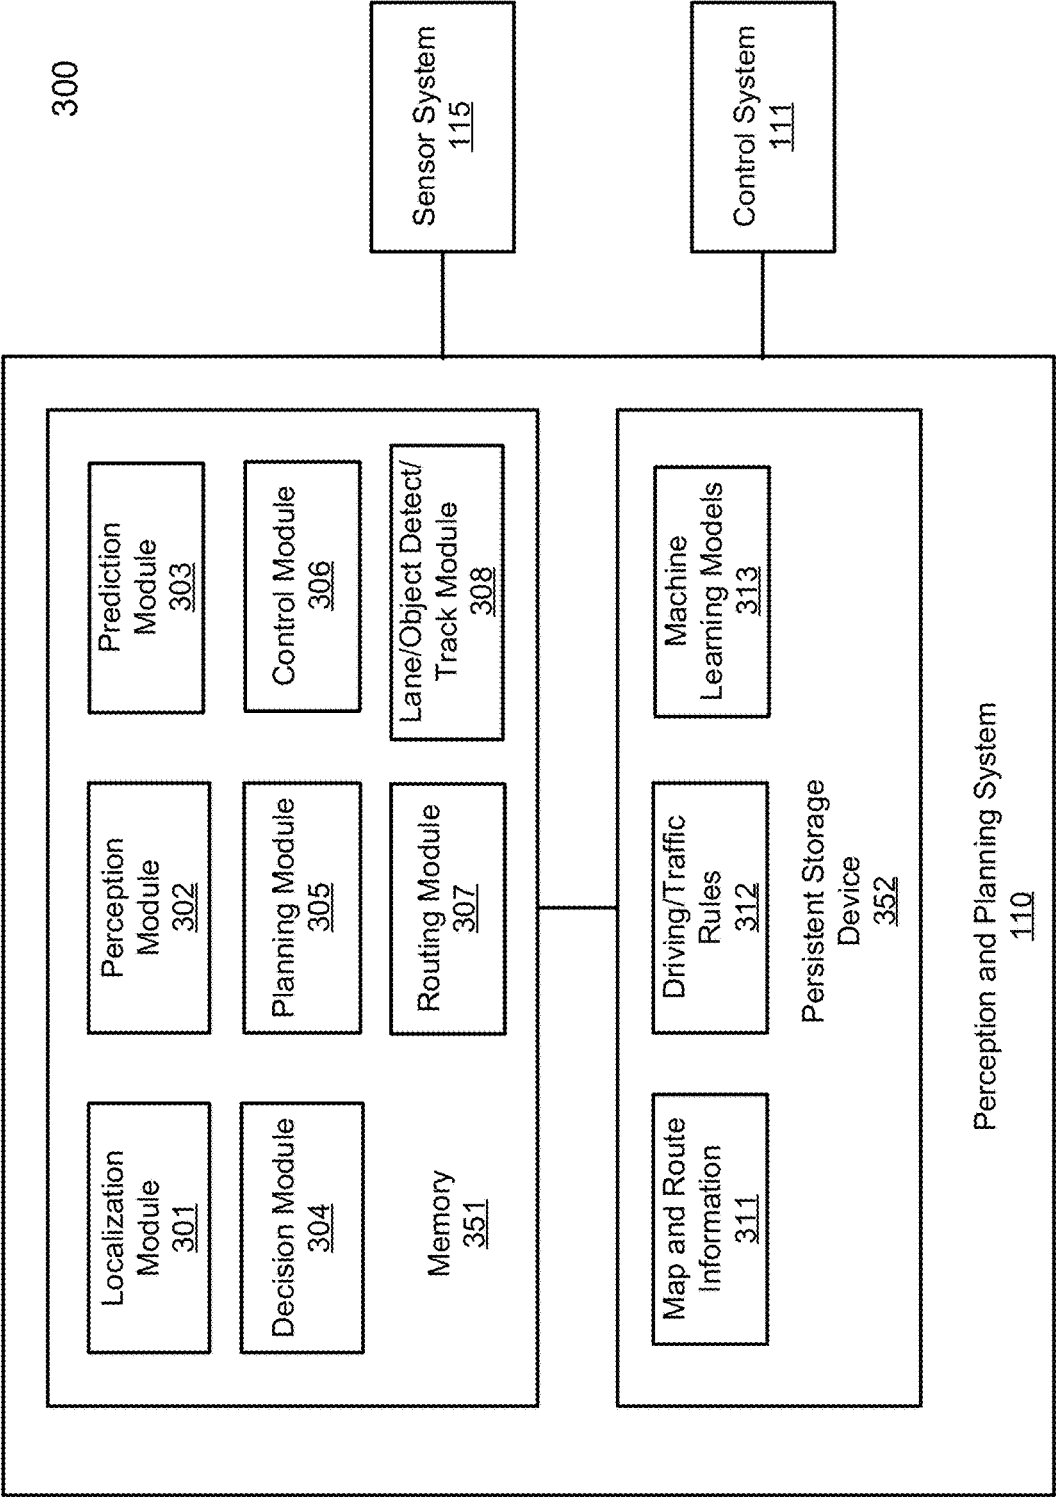 300
Localization
Module
301
Perception
Module
302
Prediction
Module
303
Decision Module
304
Planning Module
305
Control Module
306
Memory
351
Routing Module
307
Lane/Object Detect/
Track Module
308
Sensor System
115
Map and Route
Information
311
Driving/Traffic
Rules
312
Machine
Learning Models
313
Persistent Storage
Device
352
Control System
111
Perception and Planning System
110